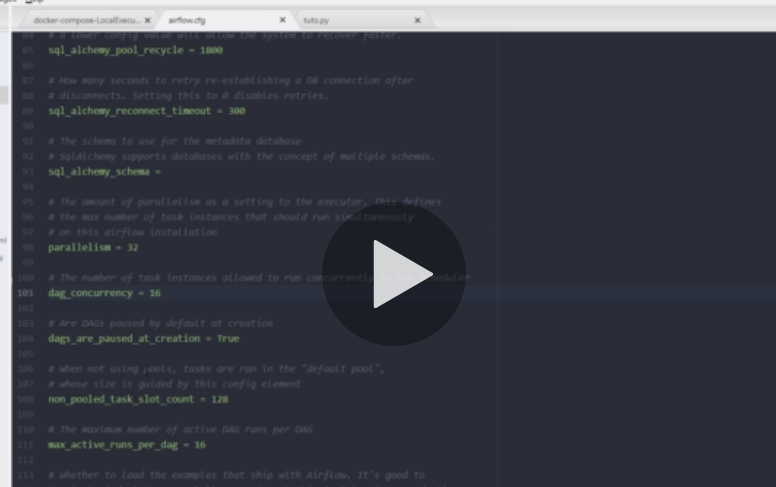 docker-compose-LocalExecu... × airflow.cfg × tuto.py ×
84 # a lower config value will allow the system to recover faster.
85 sql_alchemy_pool_recycle = 1800
86
87 # How many seconds to retry re-establishing a DB connection after
88 # disconnects. Setting this to 0 disables retries.
89 sql_alchemy_reconnect_timeout = 300
90
91 # The schema to use for the metadata database
92 # SqlAlchemy supports databases with the concept of multiple schemas.
93 sql_alchemy_schema =
94
95 # The amount of parallelism as a setting to the executor. This defines
96 # the max number of task instances that should run simultaneously
97 # on this airflow installation
98 parallelism = 32
99
100 # The number of task instances allowed to run concurrently by the scheduler
101 dag_concurrency = 16
102
103 # Are DAGs paused by default at creation
104 dags_are_paused_at_creation = True
105
106 # When not using pools, tasks are run in the "default pool",
107 # whose size is guided by this config element
108 non_pooled_task_slot_count = 128
109
110 # The maximum number of active DAG runs per DAG
111 max_active_runs_per_dag = 16
112
113 # Whether to load the examples that ship with Airflow. It's good to